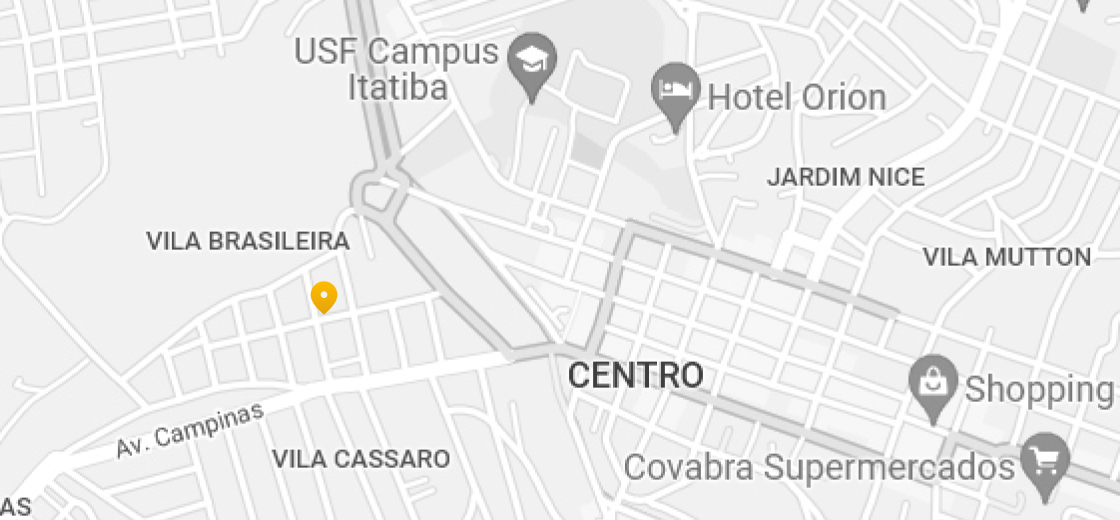 USF Campus
Itatiba
Hotel Orion
JARDIM NICE
VILA BRASILEIRA
VILA MUTTON
CENTRO
Shopping
Av. Campinas
VILA CASSARO
Covabra Supermercados
AS